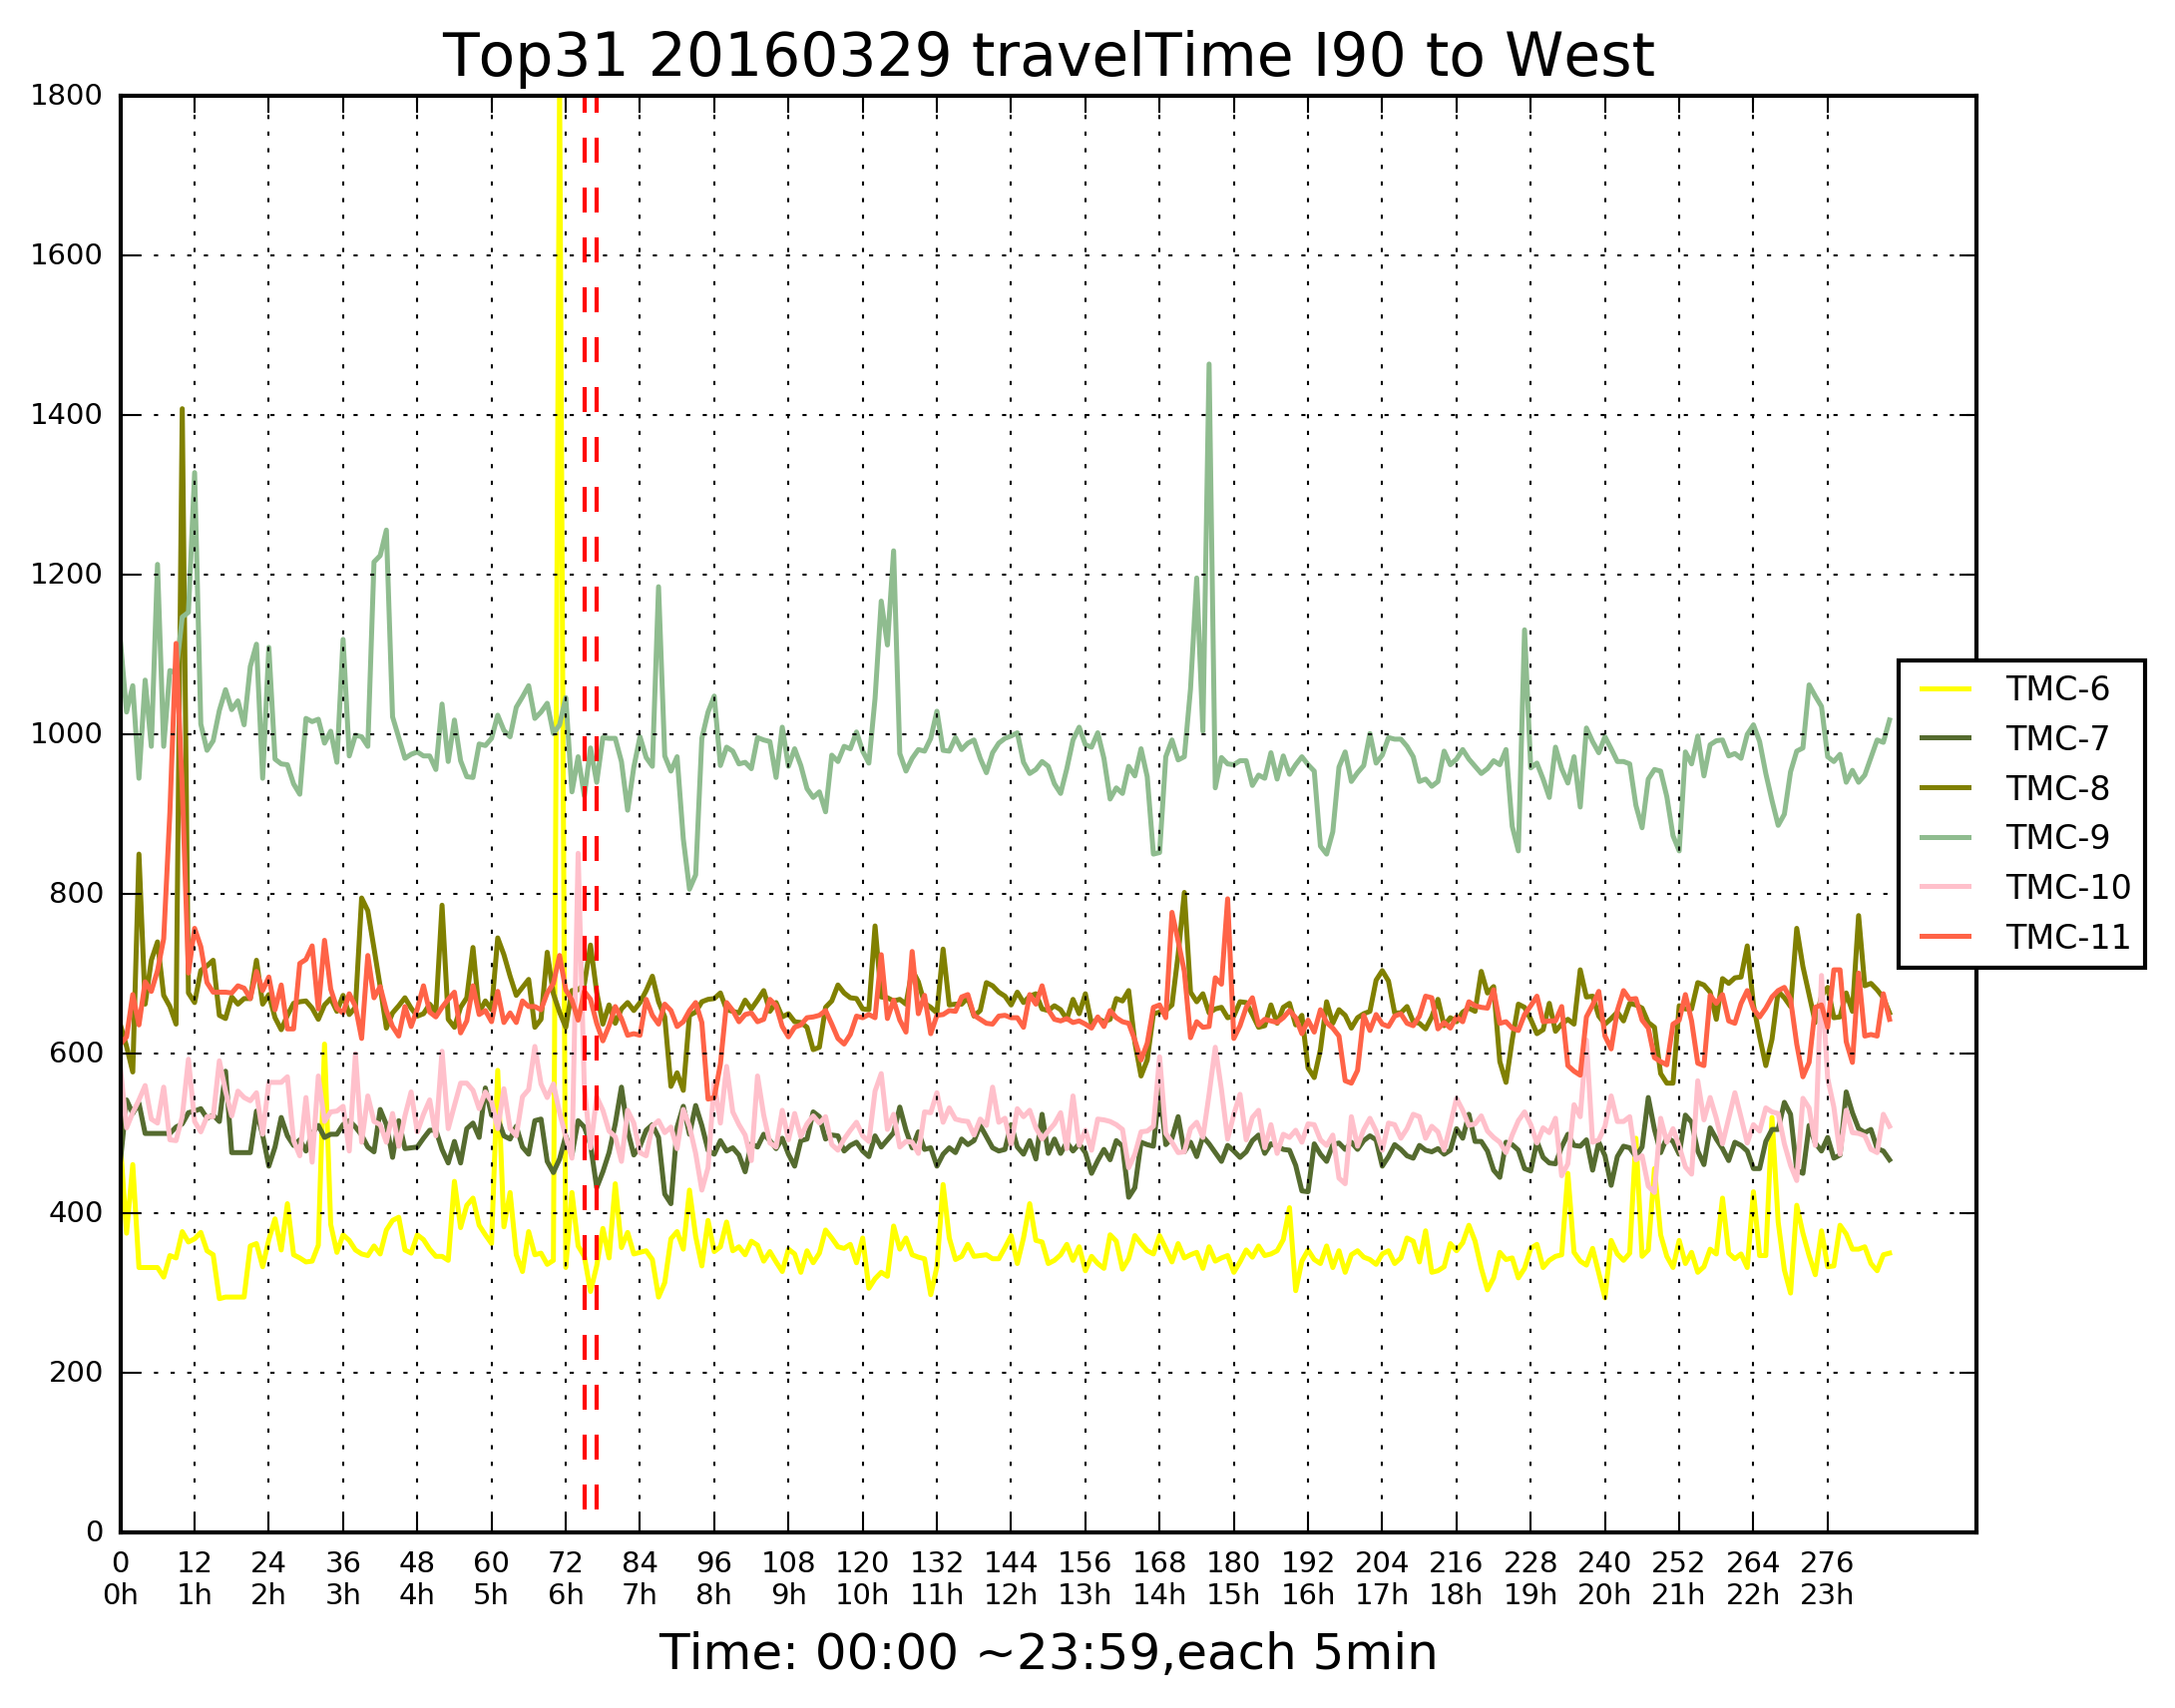 Top31 20160329 travelTime I90 to West
1800
1600
1400
1200
1000
800
600
400
200
0
TMC-6
TMC-7
TMC-8
TMC-9
TMC-10
TMC-11
0 12 24 36 48 60 72 84 96 108 120 132 144 156 168 180 192 204 216 228 240 252 264 276
0h 1h 2h 3h 4h 5h 6h 7h 8h 9h 10h 11h 12h 13h 14h 15h 16h 17h 18h 19h 20h 21h 22h 23h
Time: 00:00 ~23:59,each 5min